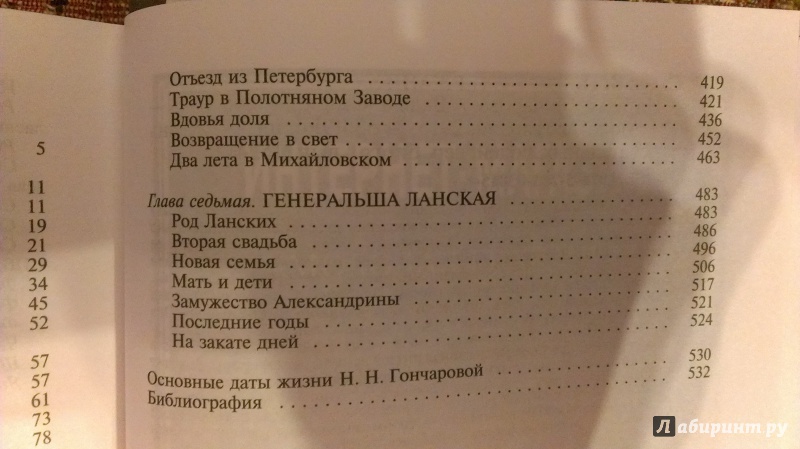 5
11
11
19
21
29
34
45
52
57
57
61
73
78
Отъезд из Петербурга 419
Траур в Полотняном Заводе 421
Вдовья доля 436
Возвращение в свет 452
Два лета в Михайловском 463
Глава седьмая. ГЕНЕРАЛЬША ЛАНСКАЯ 483
Род Ланских 483
Вторая свадьба 486
Новая семья 496
Мать и дети 506
Замужество Александрины 517
Последние годы 521
На закате дней 524
Основные даты жизни Н. Н. Гончаровой 530
Библиография 532
Лабиринт.ру